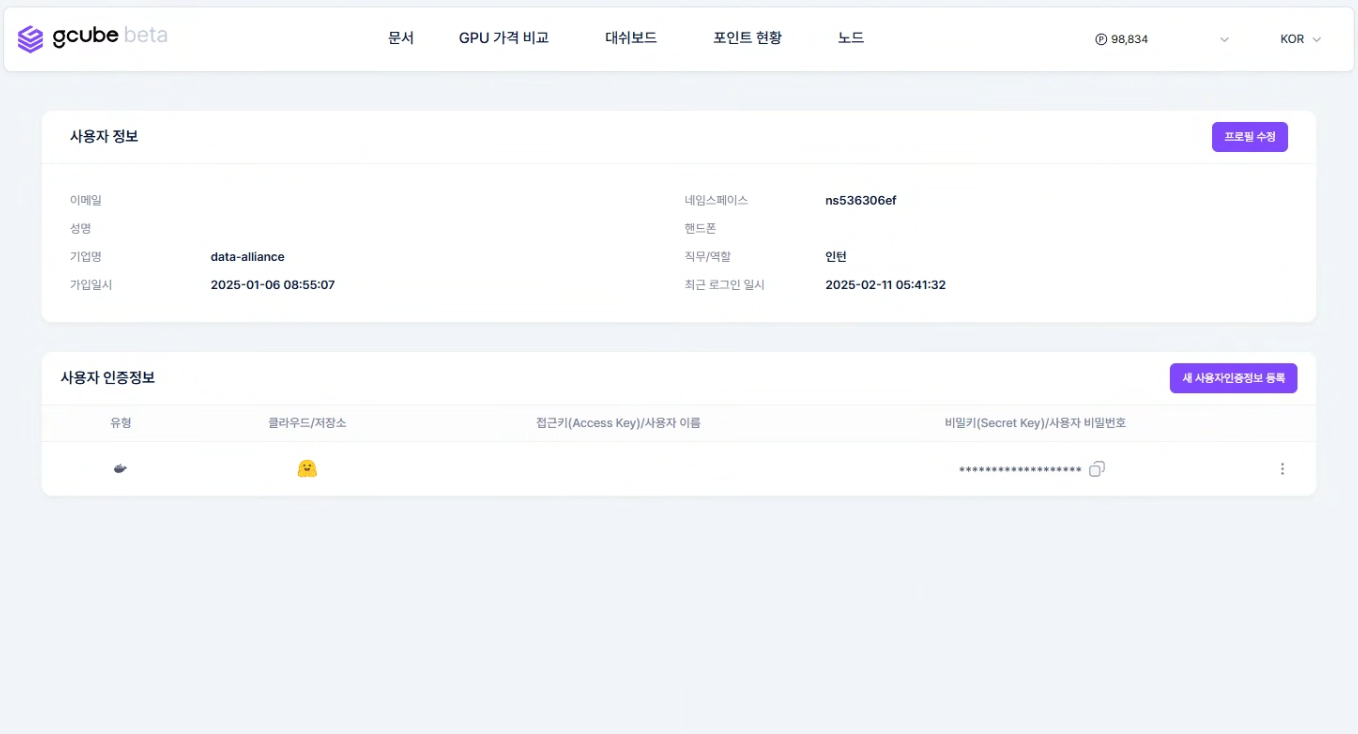 gcube beta 문서 GPU 가격 비교 대쉬보드 포인트 현황 노드 Ⓟ 98,834 KOR
사용자 정보 프로필 수정
이메일 네임스페이스 ns536306ef
성명 핸드폰
기업명 data-alliance 직무/역할 인턴
가입일시 2025-01-06 08:55:07 최근 로그인 일시 2025-02-11 05:41:32
사용자 인증정보 새 사용자인증정보 등록
유형 클라우드/저장소 접근키(Access Key)/사용자 이름 비밀키(Secret Key)/사용자 비밀번호
*******************